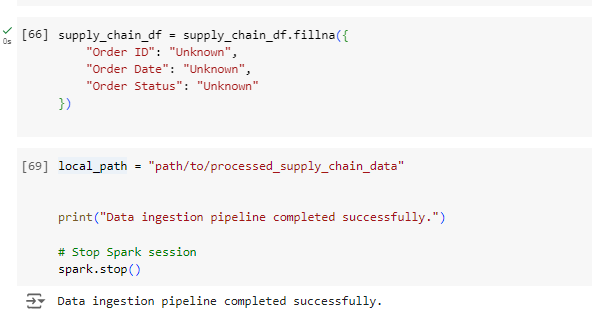 [66] supply_chain_df = supply_chain_df.fillna({
0s
"Order ID": "Unknown",
"Order Date": "Unknown",
"Order Status": "Unknown"
})
[69] local_path = "path/to/processed_supply_chain_data"
print("Data ingestion pipeline completed successfully.")
# Stop Spark session
spark.stop()
Data ingestion pipeline completed successfully.